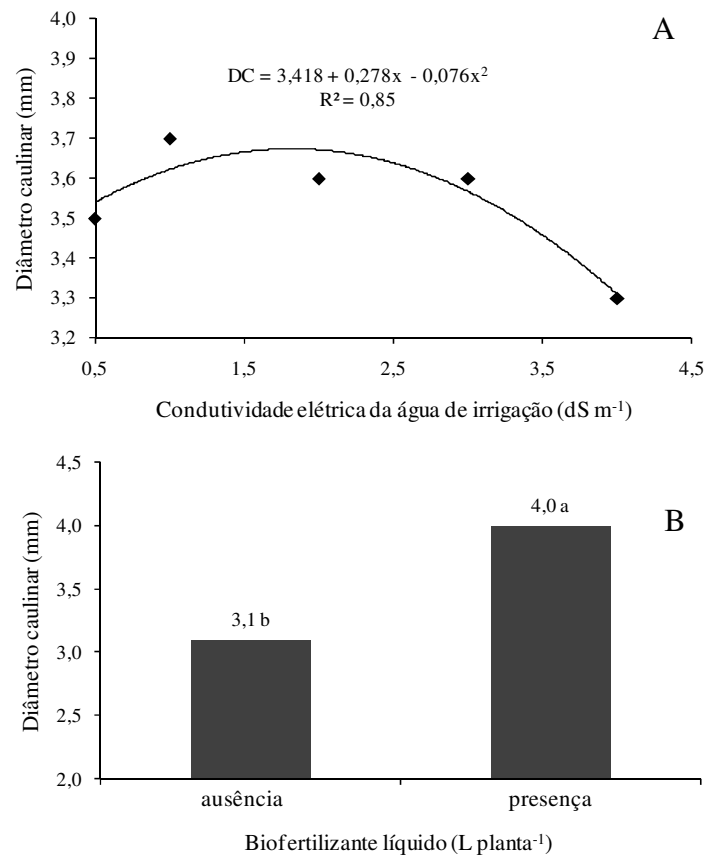 A
4,0
3,9
3,8
3,7
3,6
3,5
3,4
3,3
3,2
DC = 3,418 + 0,278x - 0,076x²
R² = 0,85
Diâmetro caulinar (mm)
0,5 1,5 2,5 3,5 4,5
Condutividade elétrica da água de irrigação (dS m⁻¹)
B
4,5
4,0
3,5
3,0
2,5
2,0
Diâmetro caulinar (mm)
3,1 b
4,0 a
ausência presença
Biofertilizante líquido (L planta⁻¹)